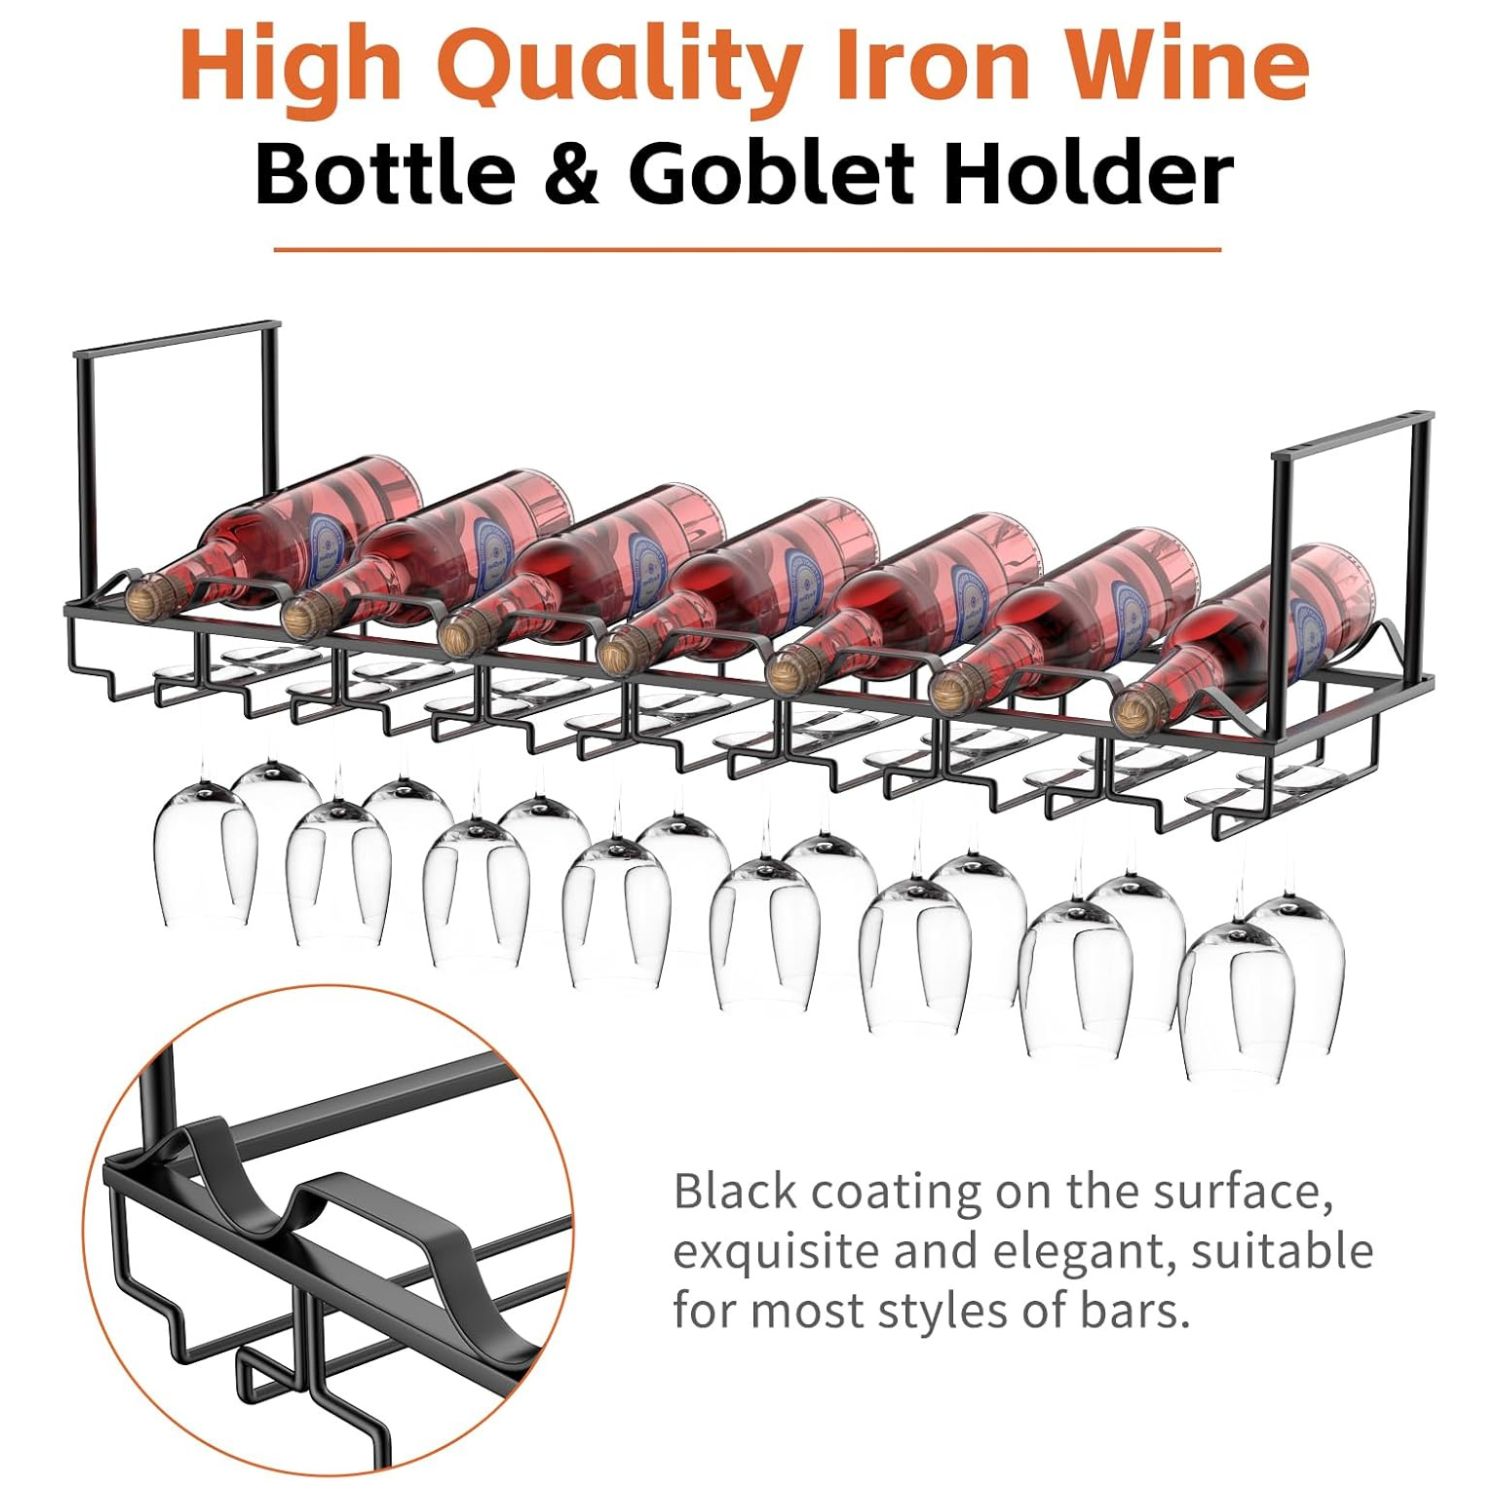 High Quality Iron Wine
Bottle & Goblet Holder
Black coating on the surface,
exquisite and elegant, suitable
for most styles of bars.